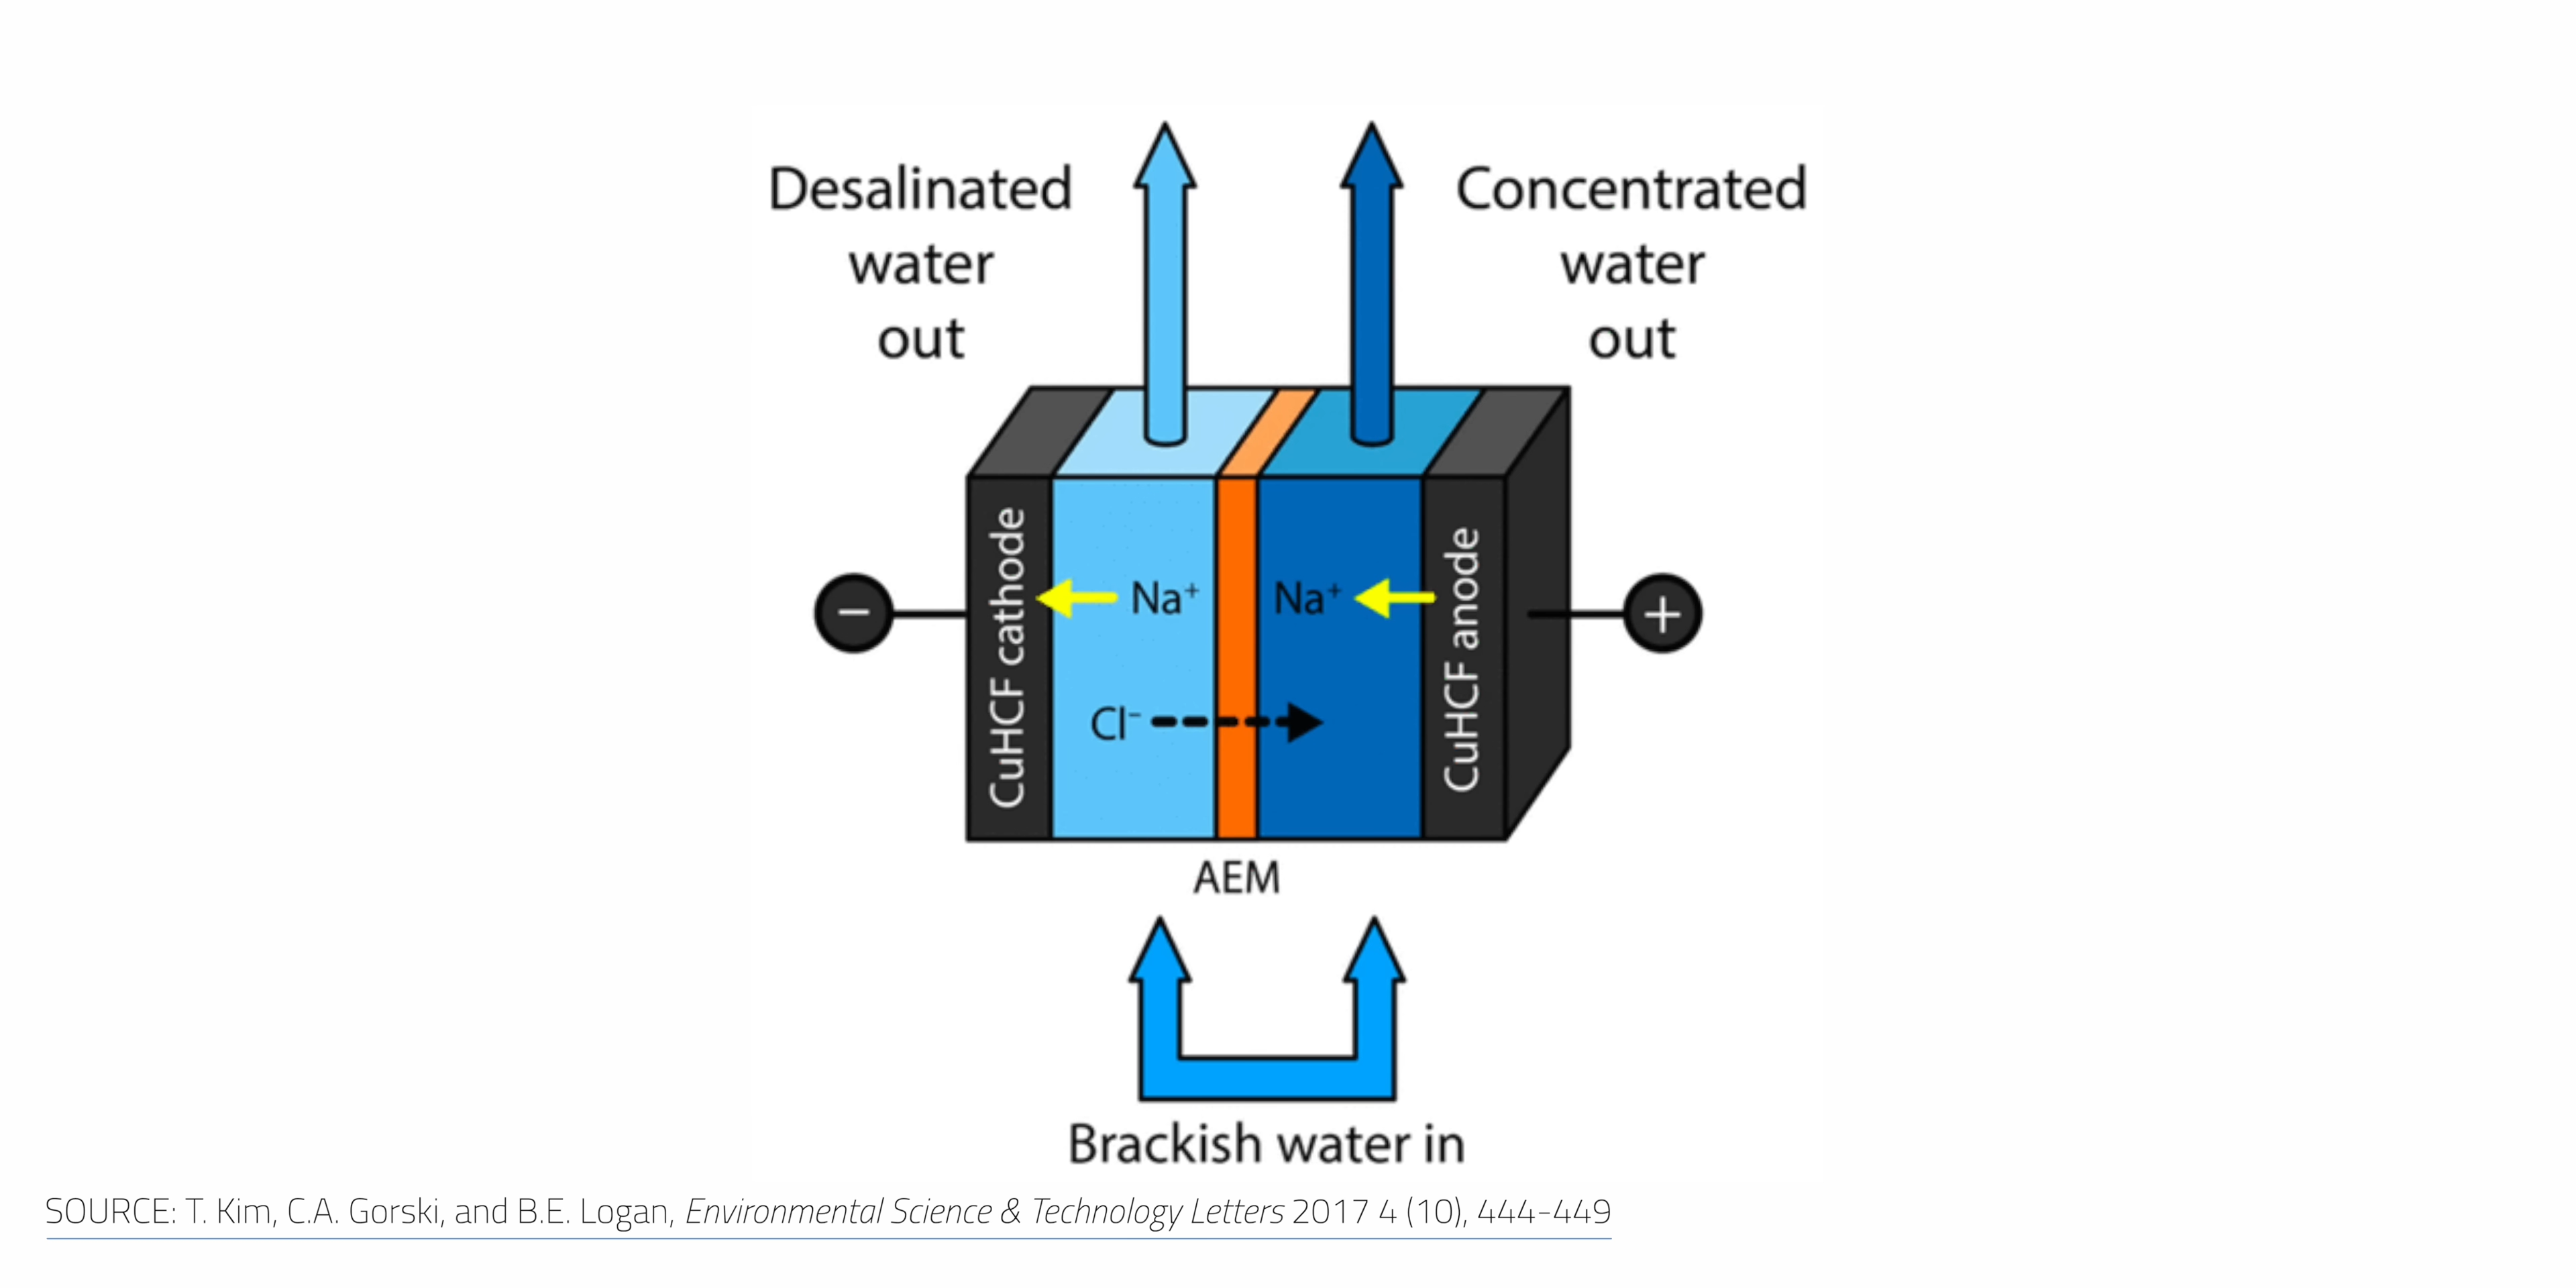 Desalinated
water
out
Concentrated
water
out
CuHCF cathode
Na⁺
Na⁺
CuHCF anode
−
+
Cl⁻
AEM
Brackish water in
SOURCE: T. Kim, C.A. Gorski, and B.E. Logan, Environmental Science & Technology Letters 2017 4 (10), 444-449